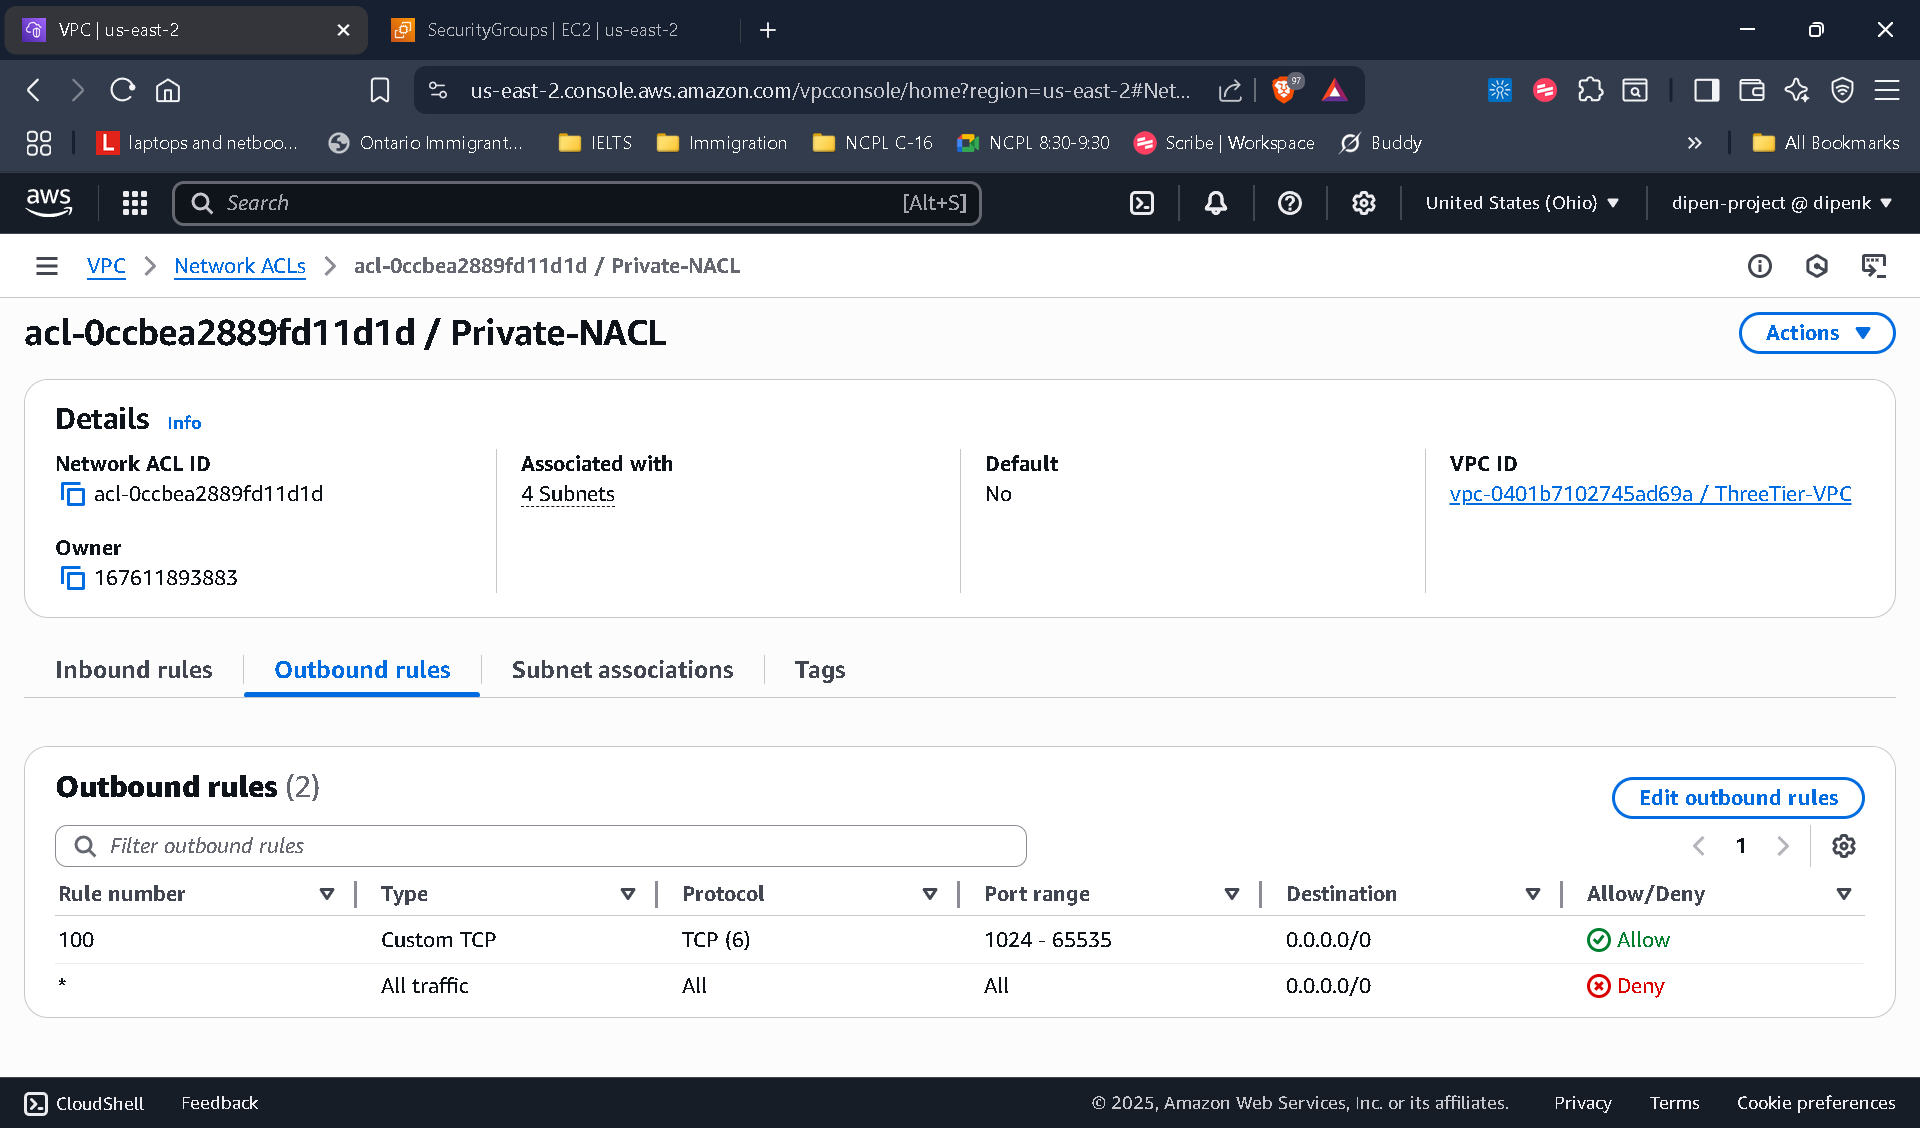 VPC | us-east-2
SecurityGroups | EC2 | us-east-2
us-east-2.console.aws.amazon.com/vpcconsole/home?region=us-east-2#Net...
97
L laptops and netboo...
Ontario Immigrant...
IELTS
Immigration
NCPL C-16
NCPL 8:30-9:30
Scribe | Workspace
Buddy
All Bookmarks
aws
Search
[Alt+S]
United States (Ohio)
dipen-project @ dipenk
VPC
Network ACLs
acl-0ccbea2889fd11d1d / Private-NACL
acl-0ccbea2889fd11d1d / Private-NACL
Actions
Details Info
Network ACL ID
acl-0ccbea2889fd11d1d
Associated with
4 Subnets
Default
No
VPC ID
vpc-0401b7102745ad69a / ThreeTier-VPC
Owner
167611893883
Inbound rules
Outbound rules
Subnet associations
Tags
Outbound rules (2)
Edit outbound rules
Filter outbound rules
1
Rule number Type Protocol Port range Destination Allow/Deny
100 Custom TCP TCP (6) 1024 - 65535 0.0.0.0/0 Allow
* All traffic All All 0.0.0.0/0 Deny
CloudShell
Feedback
© 2025, Amazon Web Services, Inc. or its affiliates.
Privacy
Terms
Cookie preferences